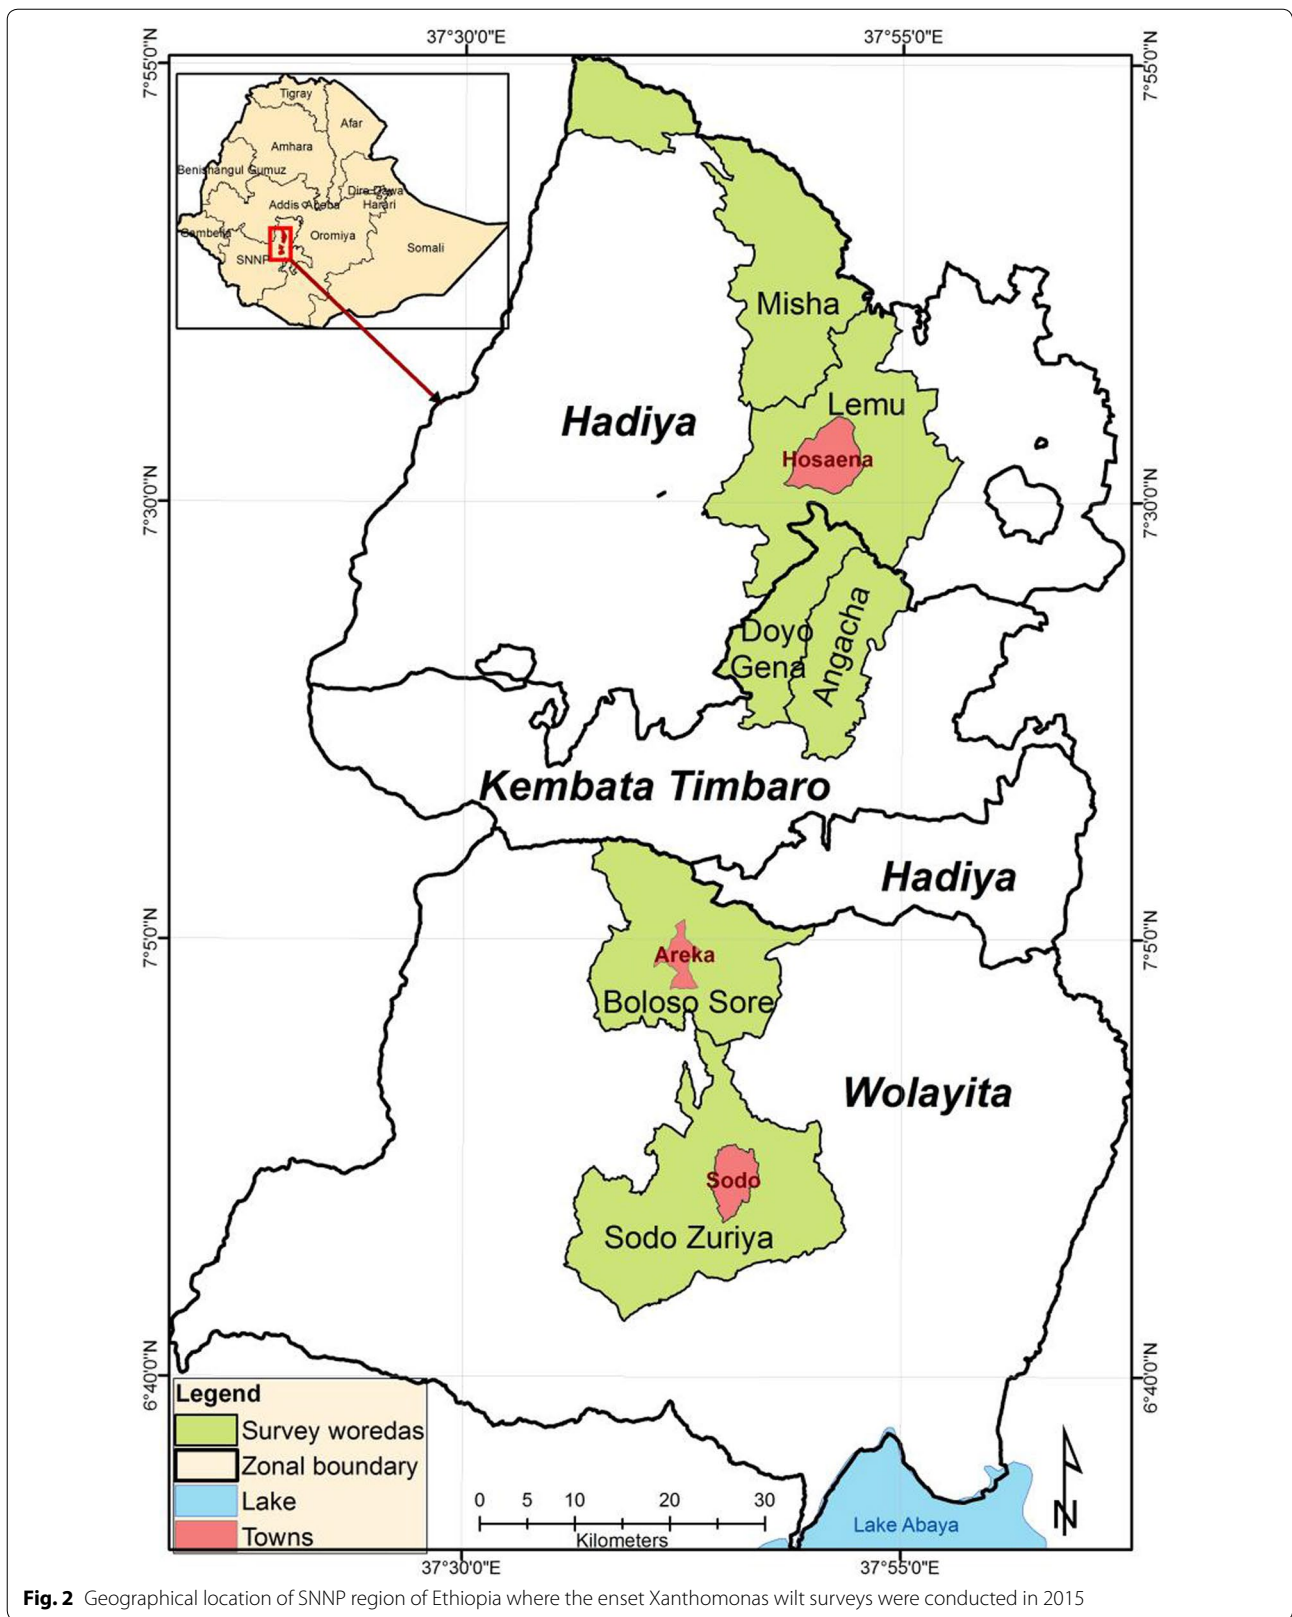 37°30'0"E
37°55'0"E
7°55'0"N
7°55'0"N
Tigray
Afar
Amhara
Benishangul Gumuz
Dire Dawa
Addis Ababa
Harari
Gambella
Oromiya
Somali
SNNP
Misha
Lemu
Hadiya
Hosaena
7°30'0"N
7°30'0"N
Doyo
Gena
Angacha
Kembata Timbaro
Hadiya
7°5'0"N
7°5'0"N
Areka
Boloso Sore
Wolayita
Sodo
Sodo Zuriya
6°40'0"N
6°40'0"N
Legend
Survey woredas
Zonal boundary
Lake
Towns
0 5 10 20 30
Kilometers
Lake Abaya
N
37°30'0"E
37°55'0"E
Fig. 2 Geographical location of SNNP region of Ethiopia where the enset Xanthomonas wilt surveys were conducted in 2015